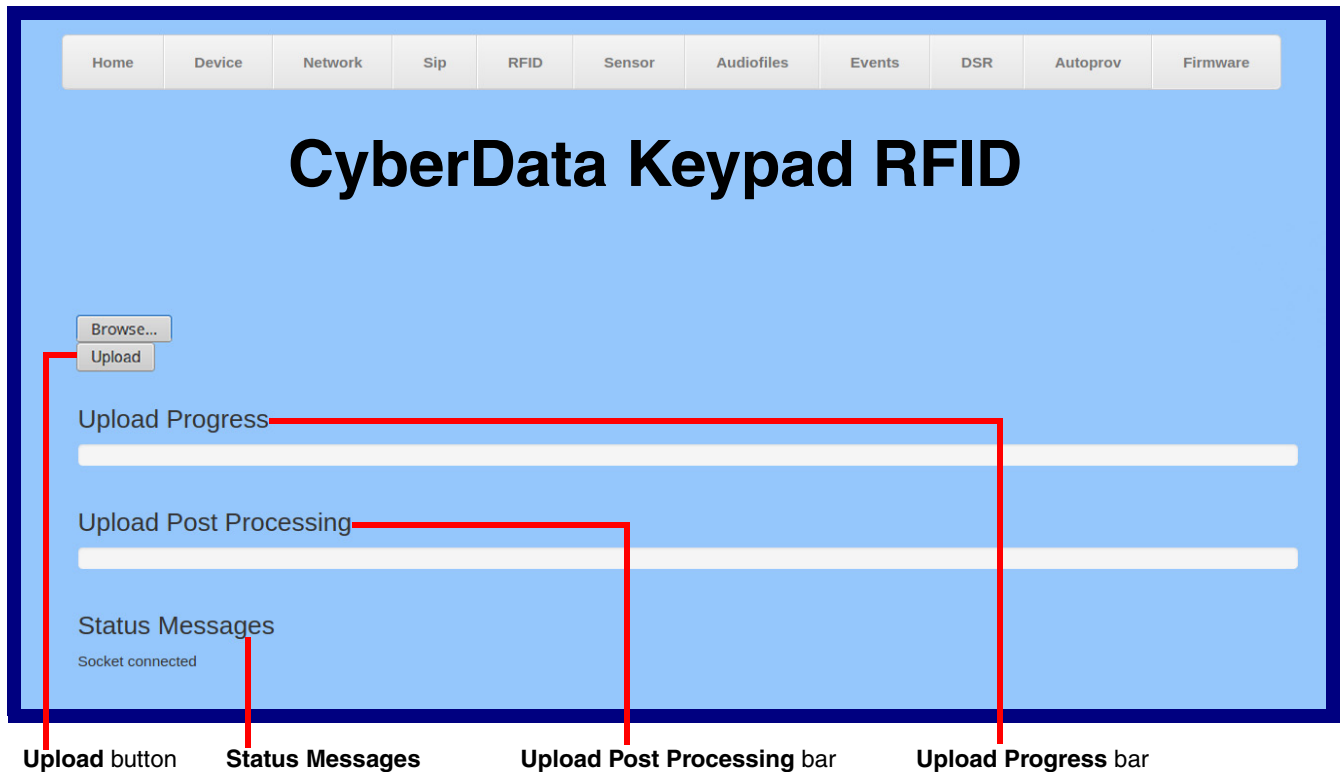 Home Device Network Sip RFID Sensor Audiofiles Events DSR Autoprov Firmware
CyberData Keypad RFID
Browse...
Upload
Upload Progress
Upload Post Processing
Status Messages
Socket connected
Upload button Status Messages Upload Post Processing bar Upload Progress bar